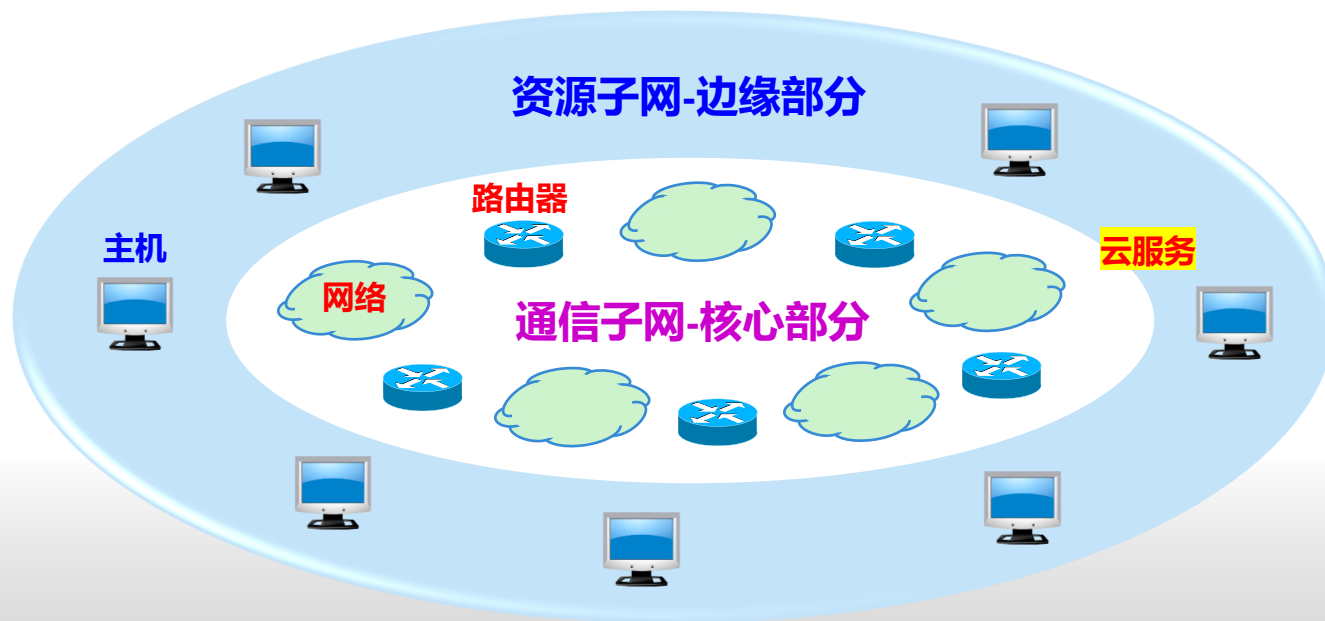 资源子网-边缘部分
路由器
主机
云服务
网络
通信子网-核心部分